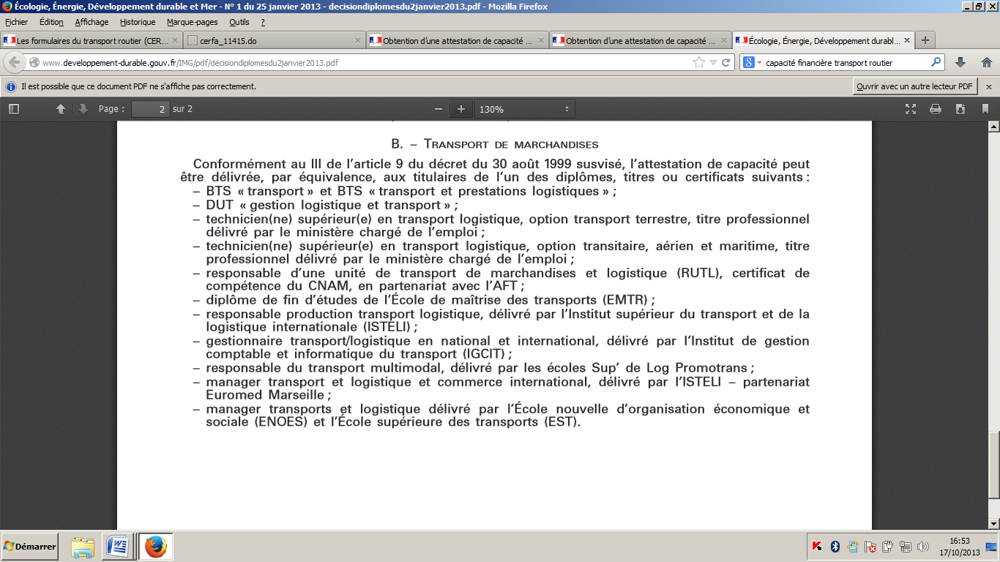 Écologie, Énergie, Développement durable et Mer - N° 1 du 25 janvier 2013 - decisiondiplomesdu2janvier2013.pdf - Mozilla Firefox
Fichier Édition Affichage Historique Marque-pages Outils ?
Les formulaires du transport routier (CER... cerfa_11415.do Obtention d'une attestation de capacité ... Obtention d'une attestation de capacité ... Écologie, Énergie, Développement durabl...
www.developpement-durable.gouv.fr/IMG/pdf/decisiondiplomesdu2janvier2013.pdf capacité financière transport routier
Il est possible que ce document PDF ne s'affiche pas correctement. Ouvrir avec un autre lecteur PDF
Page : 2 sur 2 130%
B. – TRANSPORT DE MARCHANDISES
Conformément au III de l'article 9 du décret du 30 août 1999 susvisé, l'attestation de capacité peut
être délivrée, par équivalence, aux titulaires de l'un des diplômes, titres ou certificats suivants :
– BTS « transport » et BTS « transport et prestations logistiques » ;
– DUT « gestion logistique et transport » ;
– technicien(ne) supérieur(e) en transport logistique, option transport terrestre, titre professionnel
délivré par le ministère chargé de l'emploi ;
– technicien(ne) supérieur(e) en transport logistique, option transitaire, aérien et maritime, titre
professionnel délivré par le ministère chargé de l'emploi ;
– responsable d'une unité de transport de marchandises et logistique (RUTL), certificat de
compétence du CNAM, en partenariat avec l'AFT ;
– diplôme de fin d'études de l'École de maîtrise des transports (EMTR) ;
– responsable production transport logistique, délivré par l'Institut supérieur du transport et de la
logistique internationale (ISTELI) ;
– gestionnaire transport/logistique en national et international, délivré par l'Institut de gestion
comptable et informatique du transport (IGCIT) ;
– responsable du transport multimodal, délivré par les écoles Sup' de Log Promotrans ;
– manager transport et logistique et commerce international, délivré par l'ISTELI – partenariat
Euromed Marseille ;
– manager transports et logistique délivré par l'École nouvelle d'organisation économique et
sociale (ENOES) et l'École supérieure des transports (EST).
Démarrer 16:53
17/10/2013